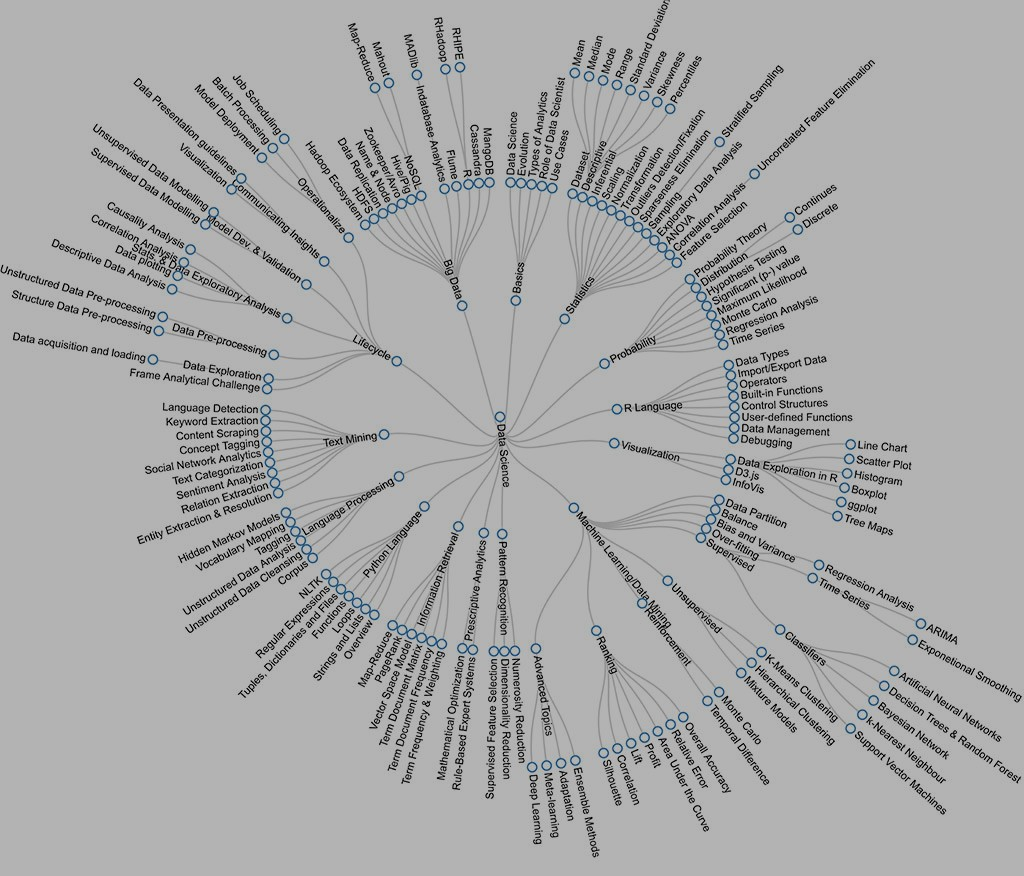 Data Science
Basics
Data Science
Evolution
Types of Analytics
Role of Data Scientist
Use Cases
Statistics
Dataset
Descriptive
Mean
Median
Mode
Range
Standard Deviation
Variance
Skewness
Percentiles
Inferential
Scaling
Normalization
Transformation
Outliers Detection/Fixation
Sparseness Elimination
Sampling
Stratified Sampling
Exploratory Data Analysis
ANOVA
Correlation Analysis
Uncorrelated Feature Elimination
Feature Selection
Probability
Probability Theory
Distribution
Continues
Discrete
Hypothesis Testing
Significant (p-) value
Maximum Likelihood
Monte Carlo
Regression Analysis
Time Series
R Language
Data Types
Import/Export Data
Operators
Built-in Functions
Control Structures
User-defined Functions
Data Management
Debugging
Visualization
Data Exploration in R
Line Chart
Scatter Plot
Histogram
Boxplot
ggplot
Tree Maps
D3.js
InfoVis
Machine Learning/Data Mining
Data Partition
Balance
Bias and Variance
Over-fitting
Supervised
Regression Analysis
Time Series
ARIMA
Exponetional Smoothing
Classifiers
Artificial Neural Networks
Decision Trees & Random Forest
Bayesian Network
k-Nearest Neighbour
Support Vector Machines
Unsupervised
K-Means Clustering
Hierarchical Clustering
Mixture Models
Reinforcement
Monte Carlo
Temporal Difference
Ranking
Overall Accuracy
Relative Error
Area Under the Curve
Profit
Lift
Correlation
Silhouette
Advanced Topics
Ensemble Methods
Adaptation
Meta-learning
Deep Learning
Pattern Recognition
Numerosity Reduction
Dimensionality Reduction
Supervised Feature Selection
Prescriptive Analytics
Rule-Based Expert Systems
Mathematical Optimization
Information Retrieval
Term Frequency & Weighting
Term Document Frequency
Term Document Matrix
Vector Space Model
PageRank
Map-Reduce
Python Language
Overview
Strings and Lists
Loops
Functions
Tuples, Dictionaries and Files
Regular Expressions
NLTK
Language Processing
Corpus
Unstructured Data Cleansing
Unstructured Data Analysis
Tagging
Vocabulary Mapping
Hidden Markov Models
Text Mining
Entity Extraction & Resolution
Relation Extraction
Sentiment Analysis
Text Categorization
Social Network Analytics
Concept Tagging
Content Scraping
Keyword Extraction
Language Detection
Lifecycle
Frame Analytical Challenge
Data Exploration
Data acquisition and loading
Data Pre-processing
Structure Data Pre-processing
Unstructured Data Pre-processing
Stats. & Data Exploratory Analysis
Descriptive Data Analysis
Data plotting
Correlation Analysis
Causality Analysis
Model Dev. & Validation
Supervised Data Modelling
Unsupervised Data Modelling
Communicating Insights
Visualization
Data Presentation guidelines
Operationalize
Model Deployment
Batch Processing
Job Scheduling
Big Data
Hadoop Ecosystem
HDFS
Data Replication
Name & Node
Zookeeper/Avro
Hive/Pig
Map-Reduce
NoSQL
Mahout
Indatabase Analytics
MADlib
Flume
R
RHadoop
RHIPE
Cassandra
MangoDB